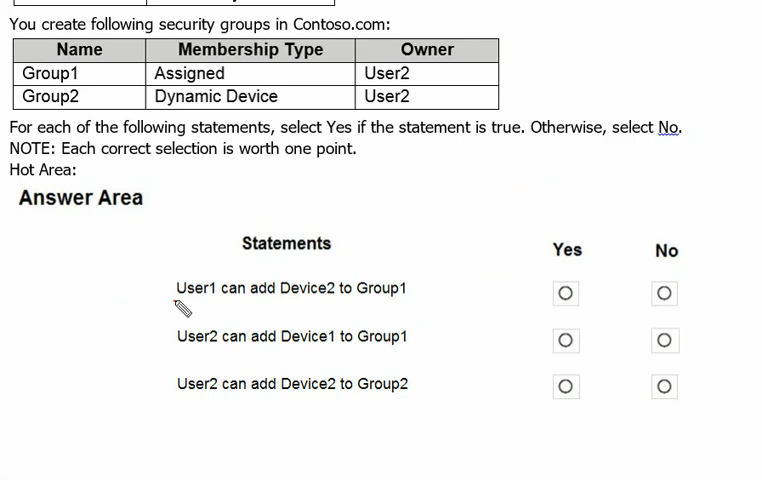 You create following security groups in Contoso.com:
Name Membership Type Owner
Group1 Assigned User2
Group2 Dynamic Device User2
For each of the following statements, select Yes if the statement is true. Otherwise, select No.
NOTE: Each correct selection is worth one point.
Hot Area:
Answer Area
Statements Yes No
User1 can add Device2 to Group1
User2 can add Device1 to Group1
User2 can add Device2 to Group2